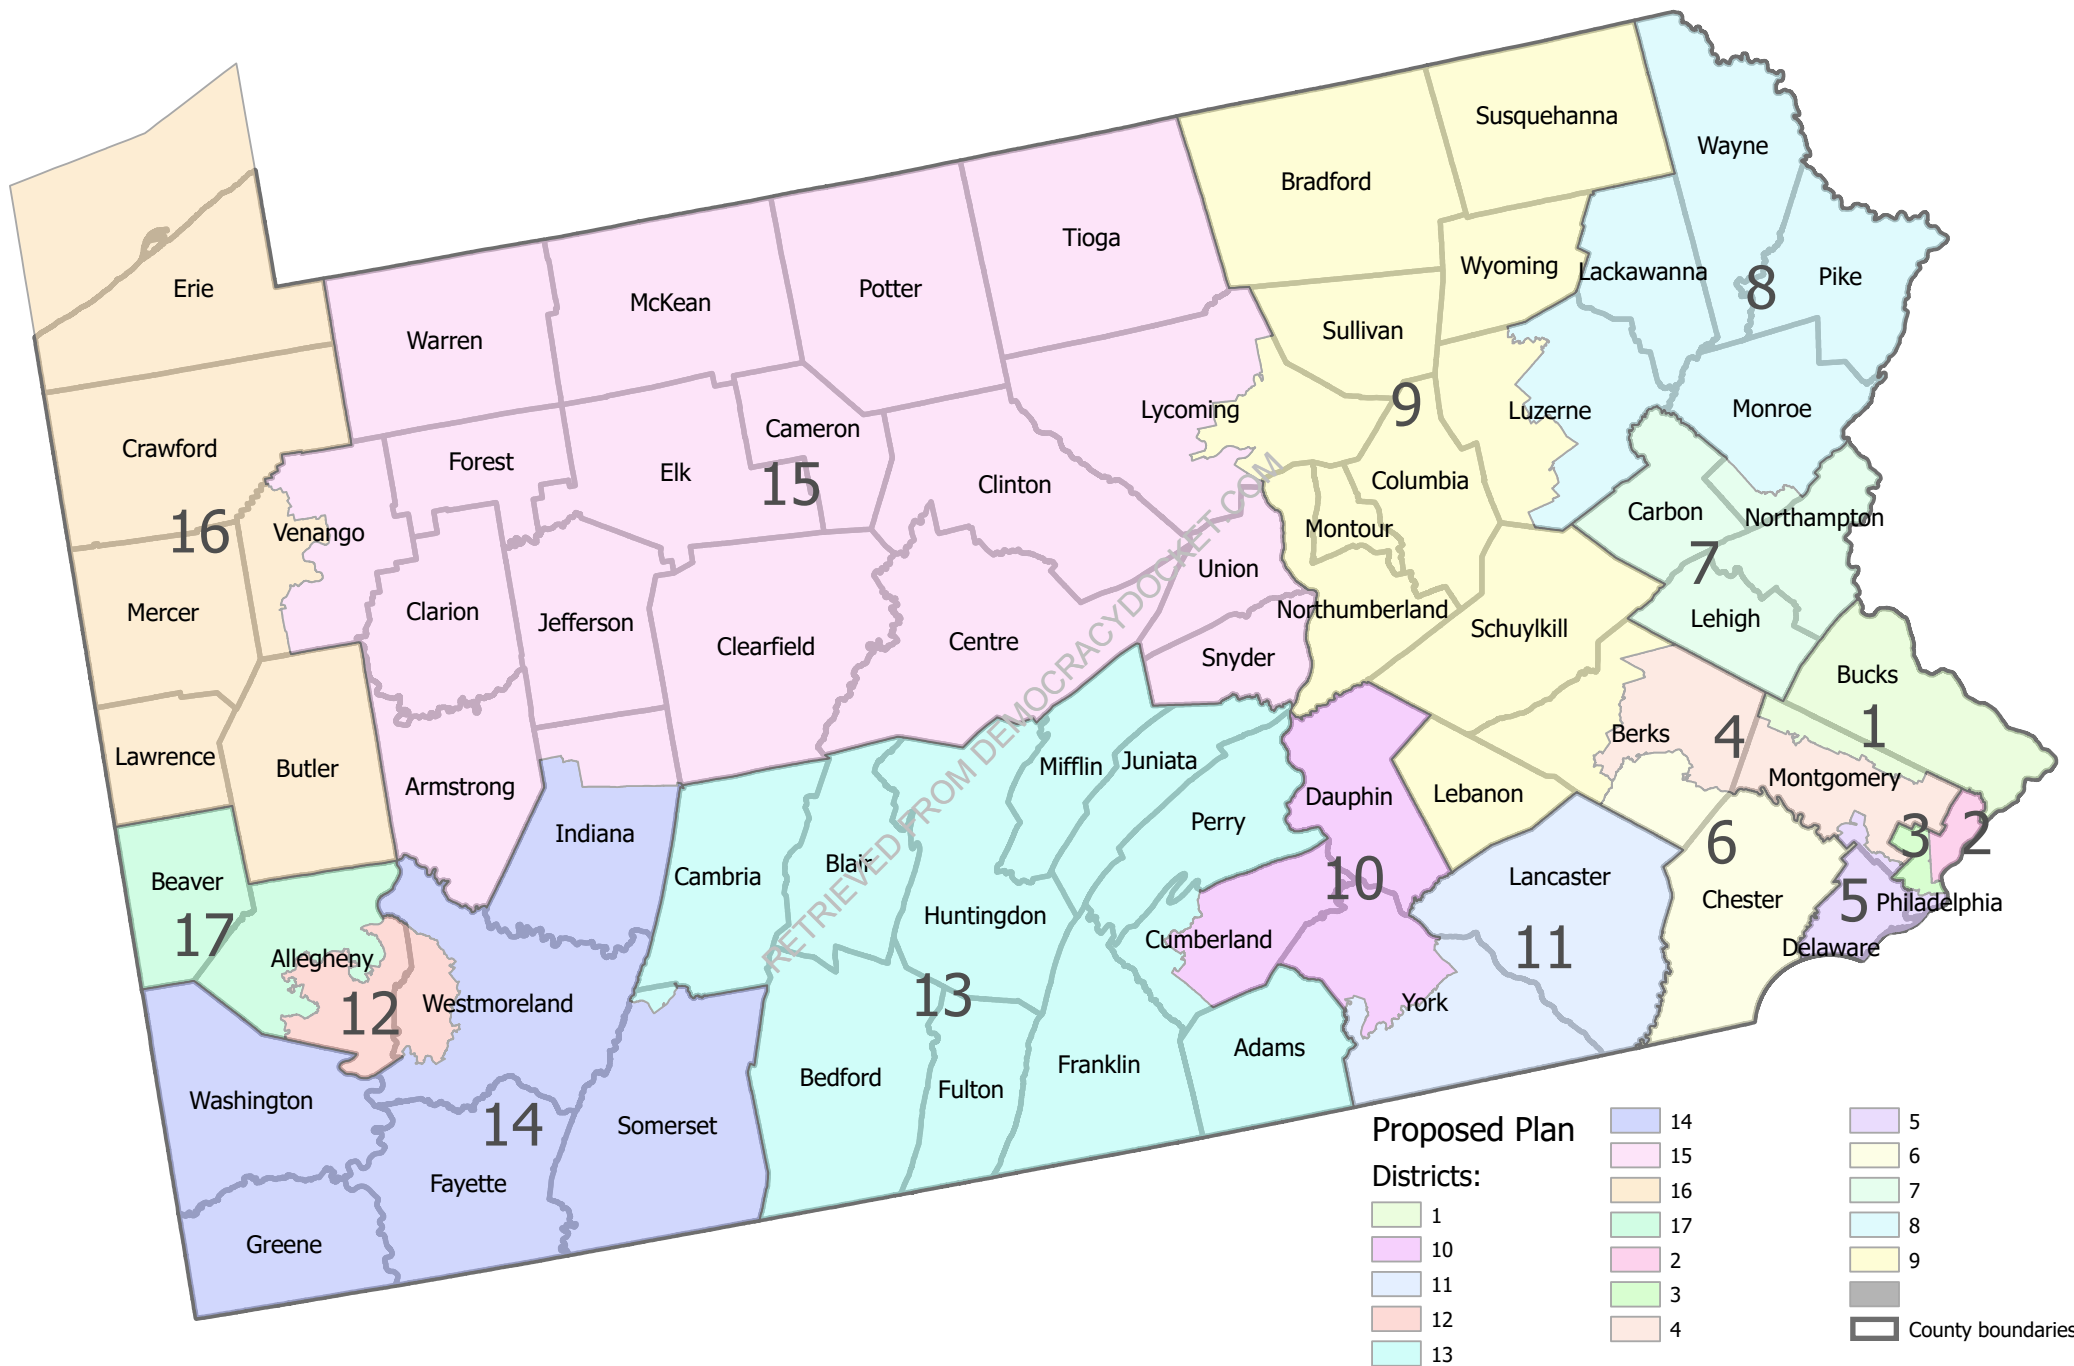 Susquehanna
Wayne
Bradford
Tioga
Wyoming
Lackawanna
Pike
8
Erie
Potter
McKean
Sullivan
Warren
Lycoming
9
Luzerne
Monroe
Cameron
Crawford
Forest
Elk
15
Clinton
Columbia
Carbon
Northampton
16
Venango
Montour
Union
7
Mercer
Clarion
Jefferson
Northumberland
Schuylkill
Lehigh
Clearfield
Centre
Snyder
Bucks
1
Berks
4
Lawrence
Butler
Mifflin
Juniata
Montgomery
Armstrong
Dauphin
Lebanon
Indiana
Perry
3
2
6
Beaver
Cambria
Blair
10
Lancaster
Chester
5
Philadelphia
17
Huntingdon
Cumberland
Allegheny
11
Delaware
13
Westmoreland
12
York
Adams
Franklin
Bedford
Fulton
Washington
14
Somerset
Fayette
Greene
RETRIEVED FROM DEMOCRACYDOCKET.COM
Proposed Plan
Districts:
1
10
11
12
13
14
15
16
17
2
3
4
5
6
7
8
9
County boundaries